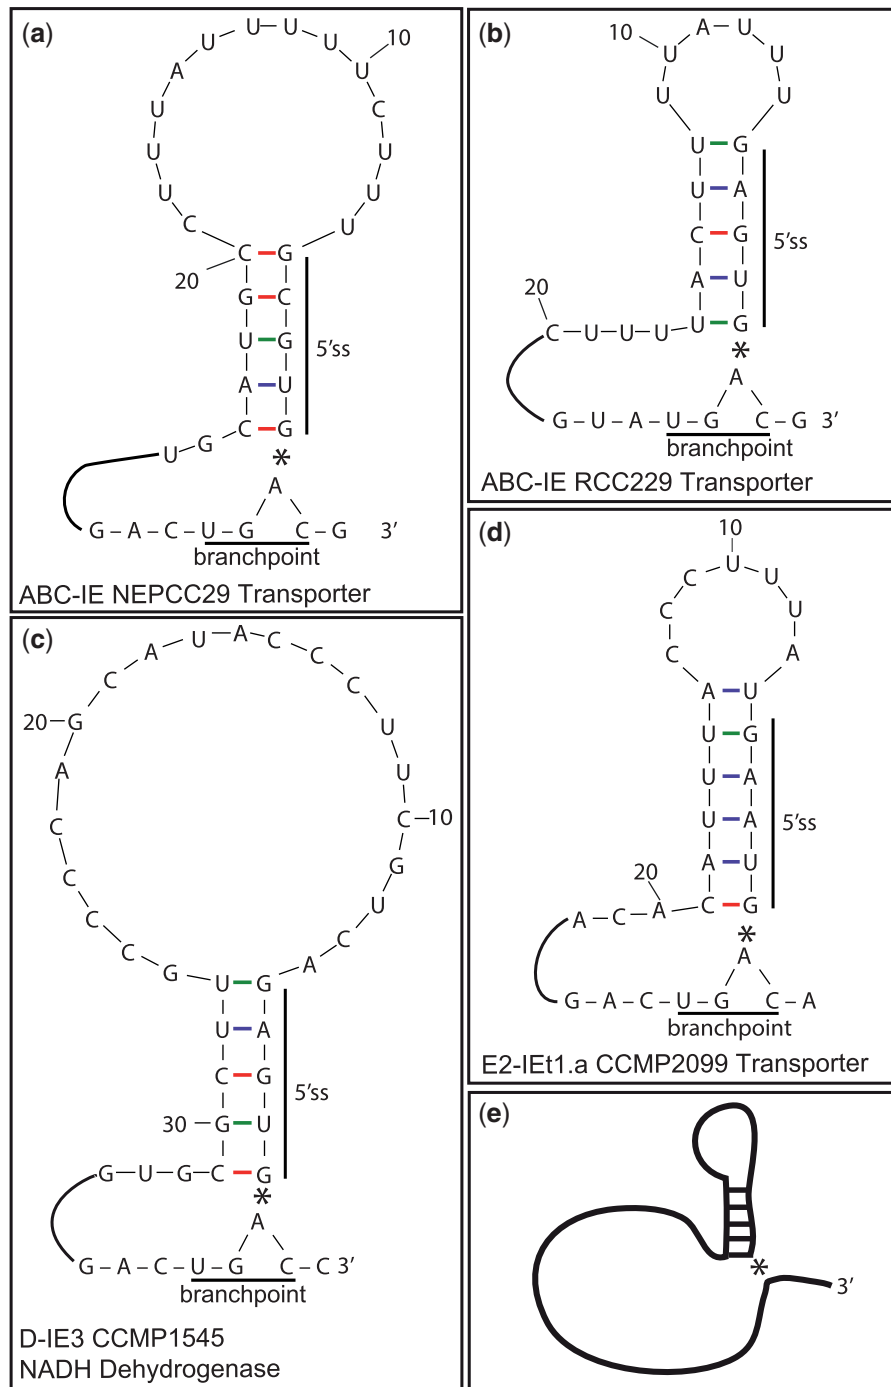 (a)
C U U U A U U U U U C U U U
10
20
C G
G C
U G
A U
C G
5'ss
U-G
*
A
G-A-C-U-G C-G 3'
branchpoint
ABC-IE NEPCC29 Transporter
(b)
U U A U U U
10
U G
U A
C G
A U
U G
5'ss
20
C-U-U-U
*
A
G-U-A-U-G C-G 3'
branchpoint
ABC-IE RCC229 Transporter
(c)
G C C C C A G C A U A C C C U U C G U C A
20
10
U G
U A
C G
30 G U
C G
5'ss
G-U-G
*
A
G-A-C-U-G C-C 3'
branchpoint
D-IE3 CCMP1545
NADH Dehydrogenase
(d)
10
C C C U U U A
A U
U G
U A
U A
A U
C G
5'ss
20
A-C-A
*
A
G-A-C-U-G C-A
branchpoint
E2-IEt1.a CCMP2099 Transporter
(e)
*
3'